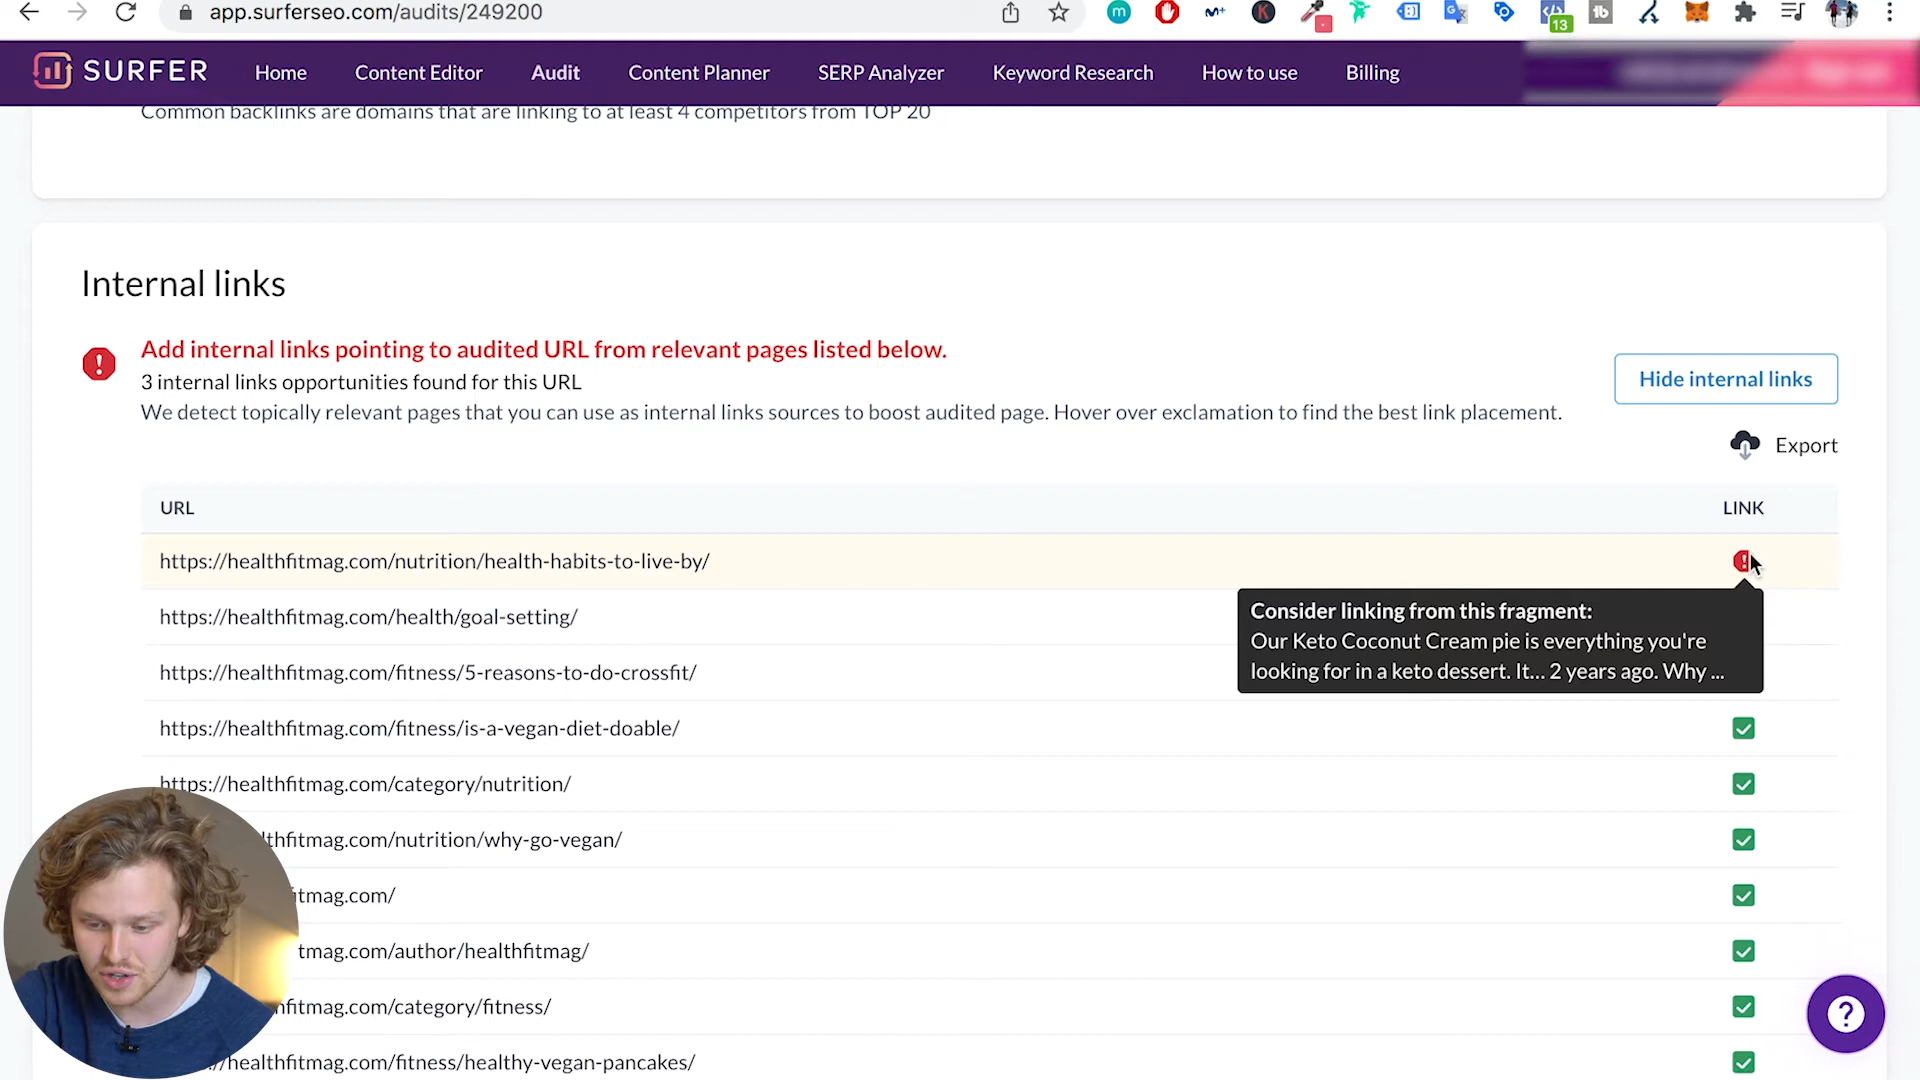 app.surferseo.com/audits/249200
13
SURFER
Home
Content Editor
Audit
Content Planner
SERP Analyzer
Keyword Research
How to use
Billing
Common backlinks are domains that are linking to at least 4 competitors from TOP 20
Internal links
Add internal links pointing to audited URL from relevant pages listed below.
3 internal links opportunities found for this URL
Hide internal links
We detect topically relevant pages that you can use as internal links sources to boost audited page. Hover over exclamation to find the best link placement.
Export
URL
LINK
https://healthfitmag.com/nutrition/health-habits-to-live-by/
https://healthfitmag.com/health/goal-setting/
Consider linking from this fragment:
Our Keto Coconut Cream pie is everything you're
looking for in a keto dessert. It... 2 years ago. Why ...
https://healthfitmag.com/fitness/5-reasons-to-do-crossfit/
https://healthfitmag.com/fitness/is-a-vegan-diet-doable/
https://healthfitmag.com/category/nutrition/
lthfitmag.com/nutrition/why-go-vegan/
itmag.com/
tmag.com/author/healthfitmag/
hfitmag.com/category/fitness/
/healthfitmag.com/fitness/healthy-vegan-pancakes/